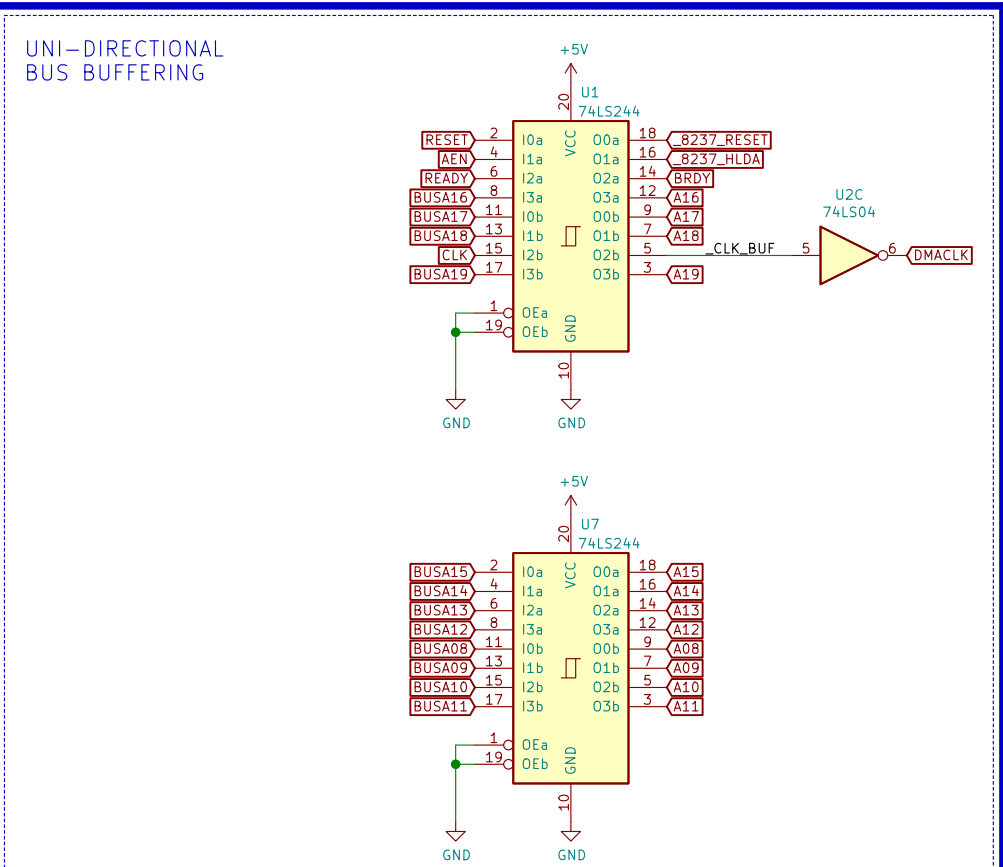 UNI-DIRECTIONAL
BUS BUFFERING
+5V
20
U1
74LS244
RESET 2 I0a VCC O0a 18 _8237_RESET
AEN 4 I1a O1a 16 _8237_HLDA
READY 6 I2a O2a 14 BRDY
BUSA16 8 I3a O3a 12 A16
BUSA17 11 I0b O0b 9 A17
BUSA18 13 I1b O1b 7 A18
CLK 15 I2b O2b 5 _CLK_BUF 5 6 DMACLK
BUSA19 17 I3b O3b 3 A19
U2C
74LS04
1 OEa
19 OEb GND
10
GND GND
+5V
20
U7
74LS244
BUSA15 2 I0a VCC O0a 18 A15
BUSA14 4 I1a O1a 16 A14
BUSA13 6 I2a O2a 14 A13
BUSA12 8 I3a O3a 12 A12
BUSA08 11 I0b O0b 9 A08
BUSA09 13 I1b O1b 7 A09
BUSA10 15 I2b O2b 5 A10
BUSA11 17 I3b O3b 3 A11
1 OEa
19 OEb GND
10
GND GND